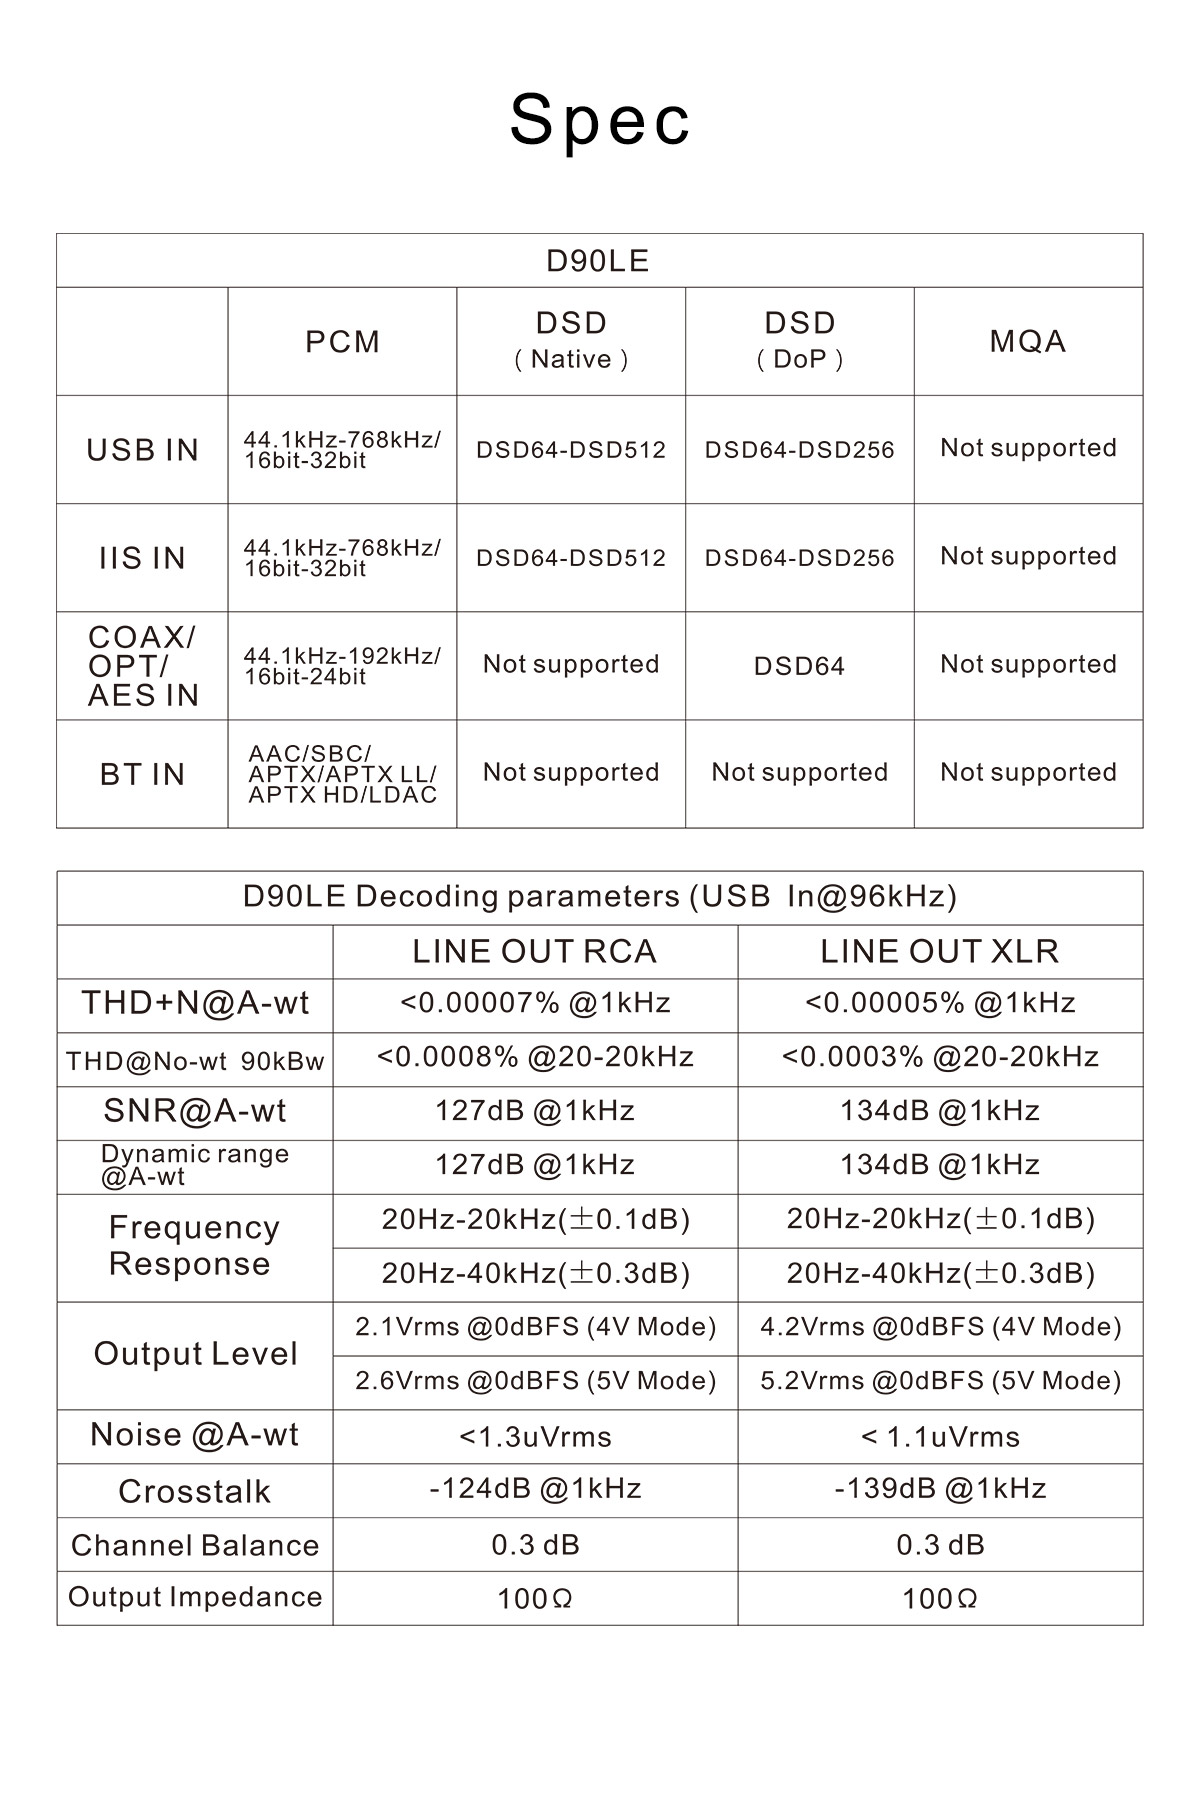 Spec
D90LE
PCM
DSD
( Native )
DSD
( DoP )
MQA
USB IN
44.1kHz-768kHz/
16bit-32bit
DSD64-DSD512
DSD64-DSD256
Not supported
IIS IN
44.1kHz-768kHz/
16bit-32bit
DSD64-DSD512
DSD64-DSD256
Not supported
COAX/
OPT/
AES IN
44.1kHz-192kHz/
16bit-24bit
Not supported
DSD64
Not supported
BT IN
AAC/SBC/
APTX/APTX LL/
APTX HD/LDAC
Not supported
Not supported
Not supported
D90LE Decoding parameters (USB In@96kHz)
LINE OUT RCA
LINE OUT XLR
THD+N@A-wt
<0.00007% @1kHz
<0.00005% @1kHz
THD@No-wt 90kBw
<0.0008% @20-20kHz
<0.0003% @20-20kHz
SNR@A-wt
127dB @1kHz
134dB @1kHz
Dynamic range
@A-wt
127dB @1kHz
134dB @1kHz
Frequency
Response
20Hz-20kHz(±0.1dB)
20Hz-20kHz(±0.1dB)
20Hz-40kHz(±0.3dB)
20Hz-40kHz(±0.3dB)
Output Level
2.1Vrms @0dBFS (4V Mode)
4.2Vrms @0dBFS (4V Mode)
2.6Vrms @0dBFS (5V Mode)
5.2Vrms @0dBFS (5V Mode)
Noise @A-wt
<1.3uVrms
< 1.1uVrms
Crosstalk
-124dB @1kHz
-139dB @1kHz
Channel Balance
0.3 dB
0.3 dB
Output Impedance
100Ω
100Ω